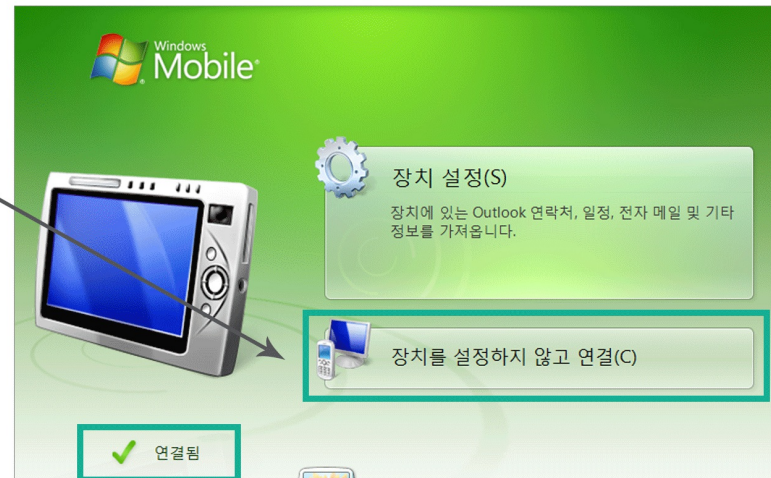 Windows
Mobile
장치 설정(S)
장치에 있는 Outlook 연락처, 일정, 전자 메일 및 기타
정보를 가져옵니다.
장치를 설정하지 않고 연결(C)
연결됨